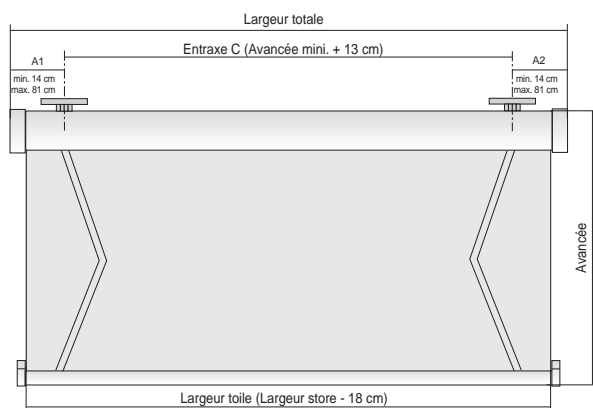 Largeur totale
Entraxe C (Avancée mini. + 13 cm)
A1
A2
min. 14 cm
max. 81 cm
min. 14 cm
max. 81 cm
Avancée
Largeur toile (Largeur store - 18 cm)